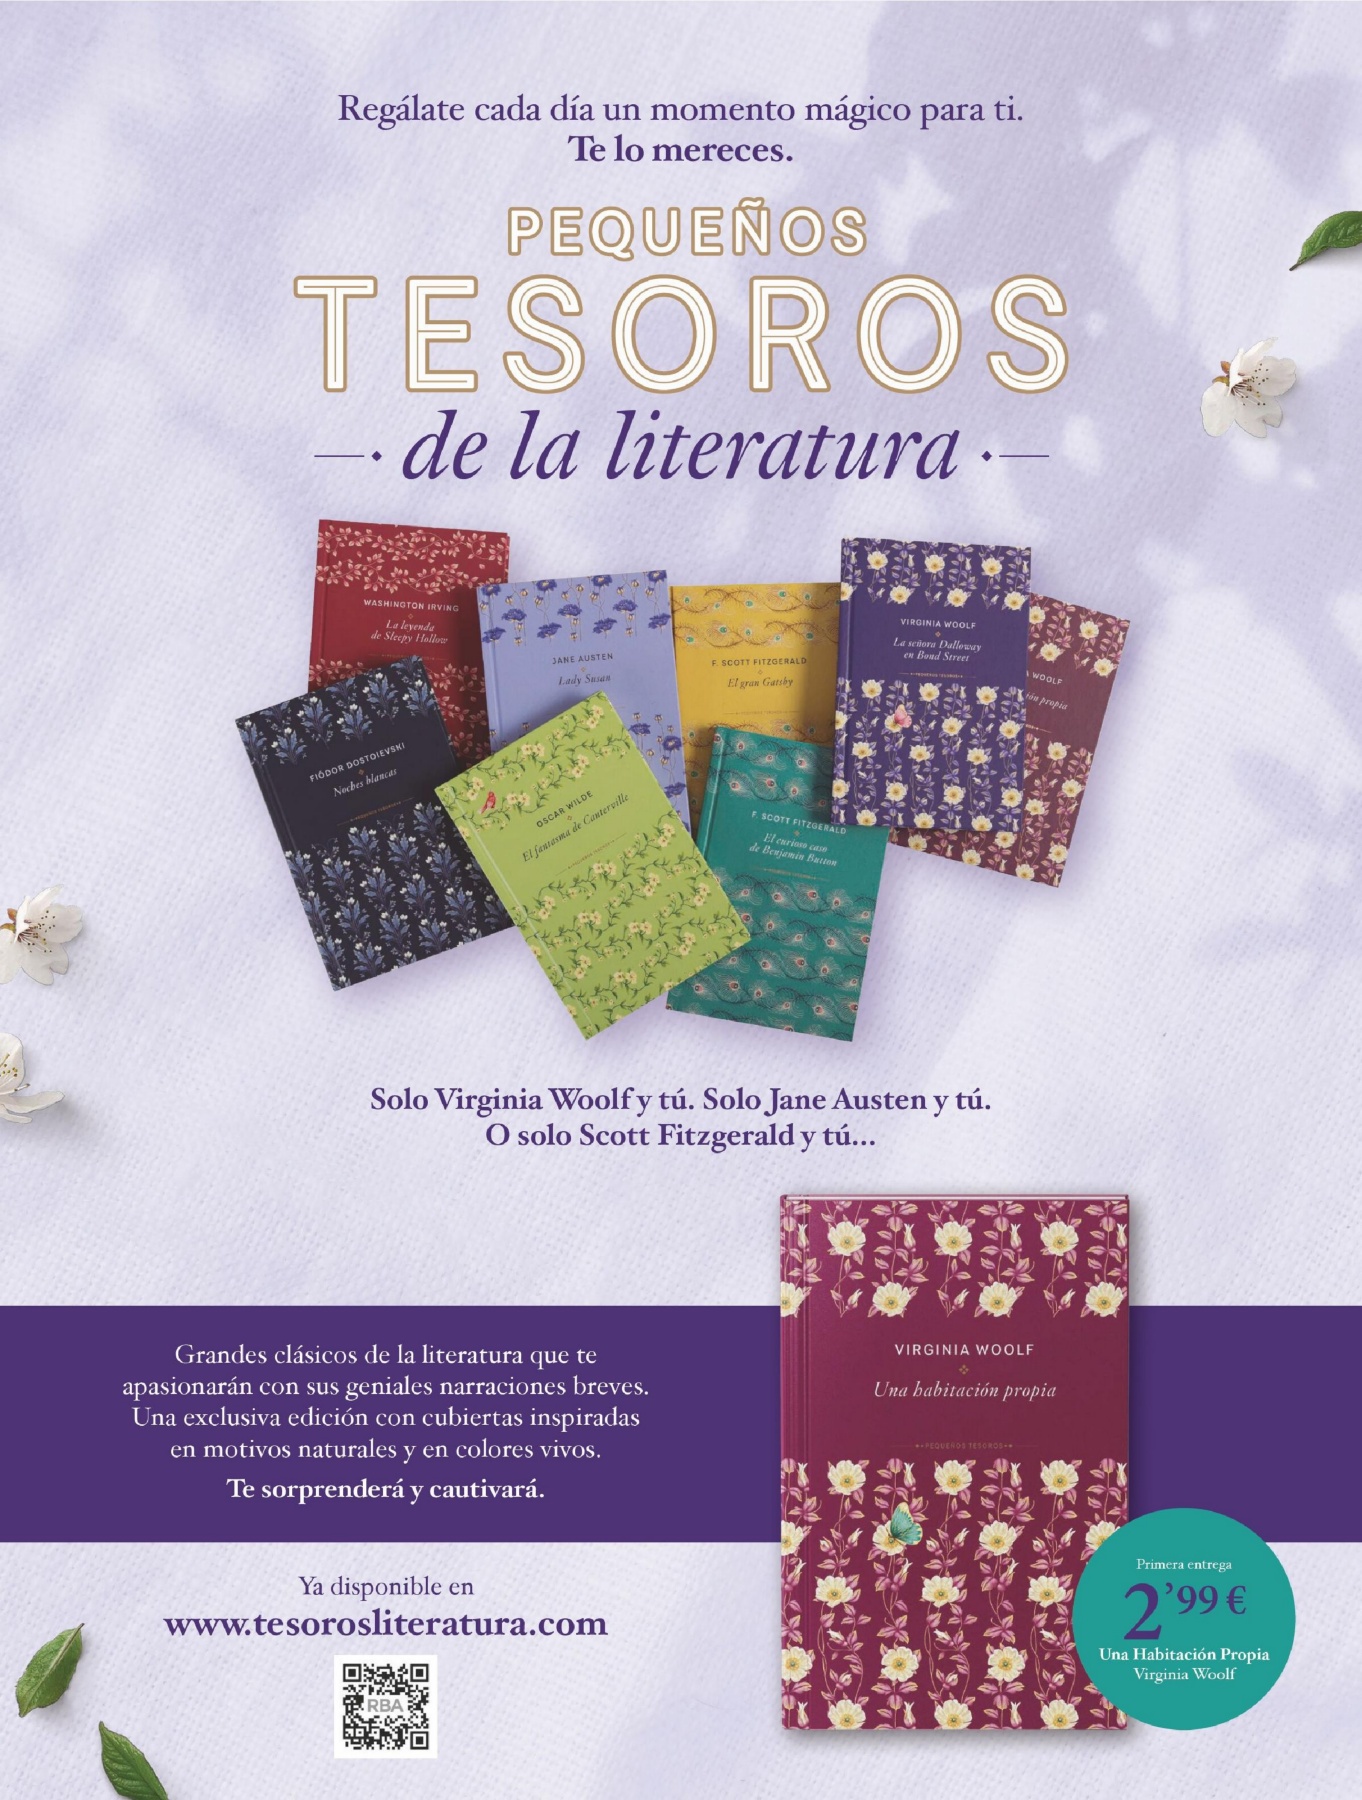 Regálate cada día un momento mágico para ti.
Te lo mereces.
PEQUEÑOS
TESOROS
de la literatura
WASHINGTON IRVING
La leyenda
de Sleepy Hollow
JANE AUSTEN
Lady Susan
F. SCOTT FITZGERALD
El gran Gatsby
VIRGINIA WOOLF
La señora Dalloway
en Bond Street
WOOLF
propia
FIÓDOR DOSTOIEVSKI
Noches blancas
OSCAR WILDE
El fantasma de Canterville
F. SCOTT FITZGERALD
El curioso caso
de Benjamin Button
Solo Virginia Woolf y tú. Solo Jane Austen y tú.
O solo Scott Fitzgerald y tú...
Grandes clásicos de la literatura que te
apasionarán con sus geniales narraciones breves.
Una exclusiva edición con cubiertas inspiradas
en motivos naturales y en colores vivos.
Te sorprenderá y cautivará.
VIRGINIA WOOLF
Una habitación propia
PEQUEÑOS TESOROS
Primera entrega
2’99 €
Una Habitación Propia
Virginia Woolf
Ya disponible en
www.tesorosliteratura.com
RBA